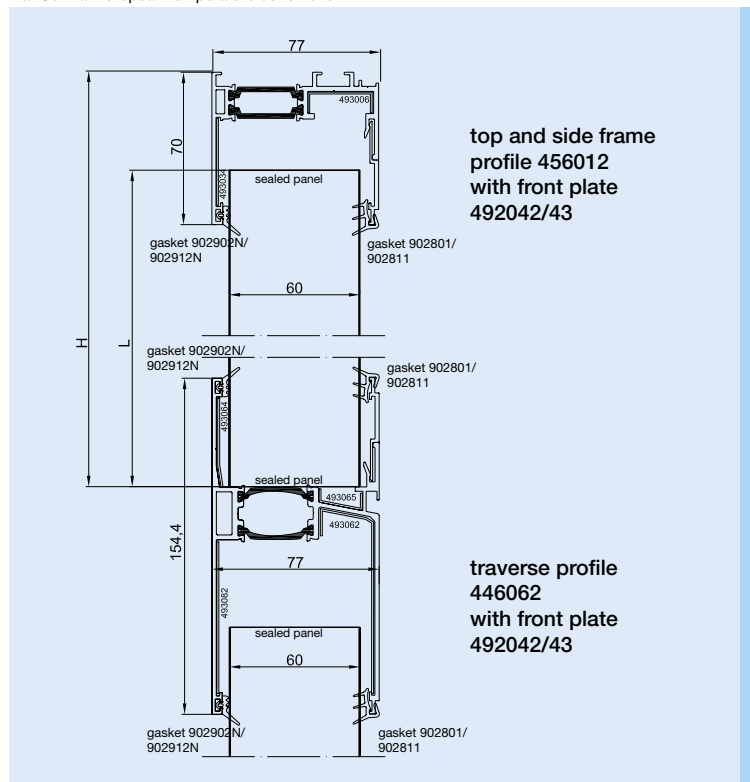 77
493006
70
493034
sealed panel
top and side frame
profile 456012
with front plate
492042/43
gasket 902902N/
902912N
gasket 902801/
902811
60
H
L
gasket 902902N/
902912N
gasket 902801/
902811
493064
sealed panel
493065
493062
154,4
77
493082
traverse profile
446062
with front plate
492042/43
sealed panel
60
gasket 902902N/
902912N
gasket 902801/
902811